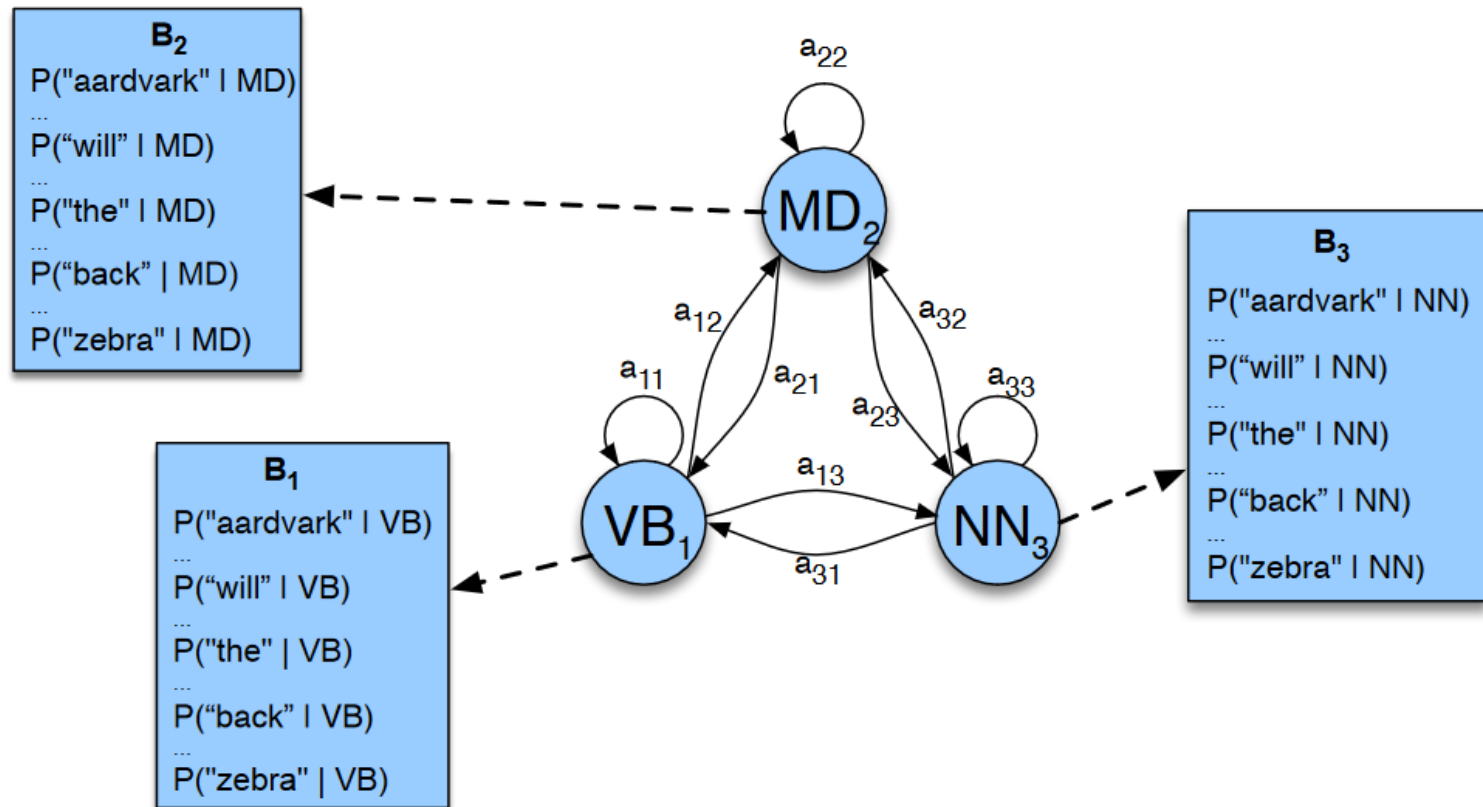 B2
P("aardvark" | MD)
...
P(“will” | MD)
...
P("the" | MD)
...
P(“back” | MD)
...
P("zebra" | MD)
a22
MD2
a12
a21
a32
a23
a11
a33
VB1
a13
a31
NN3
B1
P("aardvark" | VB)
...
P(“will” | VB)
...
P("the" | VB)
...
P(“back” | VB)
...
P("zebra" | VB)
B3
P("aardvark" | NN)
...
P(“will” | NN)
...
P("the" | NN)
...
P(“back” | NN)
...
P("zebra" | NN)